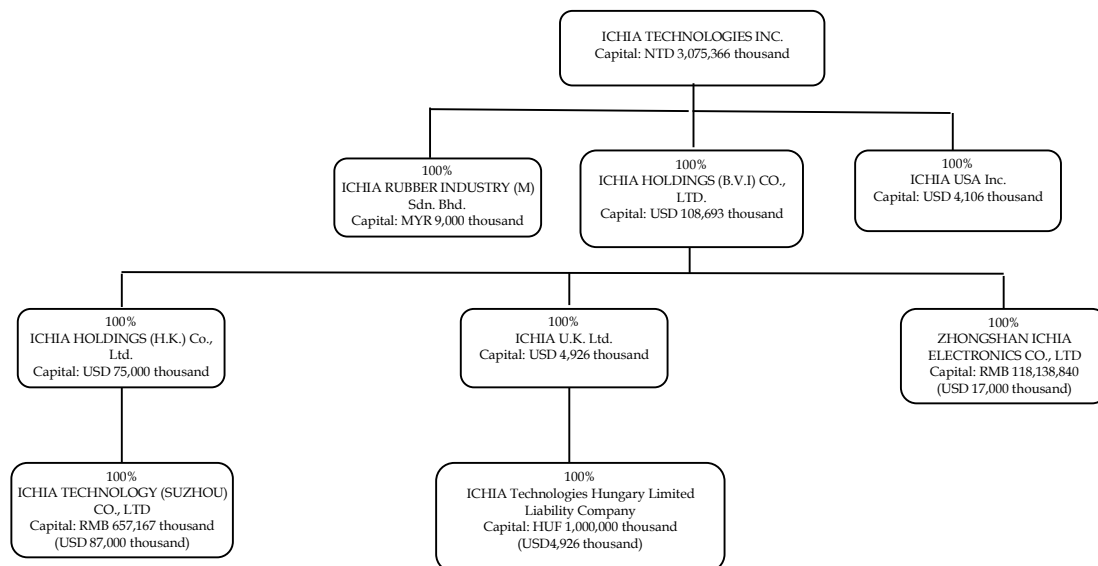 ICHIA TECHNOLOGIES INC.
Capital: NTD 3,075,366 thousand
100%
ICHIA RUBBER INDUSTRY (M)
Sdn. Bhd.
Capital: MYR 9,000 thousand
100%
ICHIA HOLDINGS (B.V.I) CO.,
LTD.
Capital: USD 108,693 thousand
100%
ICHIA USA Inc.
Capital: USD 4,106 thousand
100%
ICHIA HOLDINGS (H.K.) Co.,
Ltd.
Capital: USD 75,000 thousand
100%
ICHIA U.K. Ltd.
Capital: USD 4,926 thousand
100%
ZHONGSHAN ICHIA
ELECTRONICS CO., LTD
Capital: RMB 118,138,840
(USD 17,000 thousand)
100%
ICHIA TECHNOLOGY (SUZHOU)
CO., LTD
Capital: RMB 657,167 thousand
(USD 87,000 thousand)
100%
ICHIA Technologies Hungary Limited
Liability Company
Capital: HUF 1,000,000 thousand
(USD4,926 thousand)